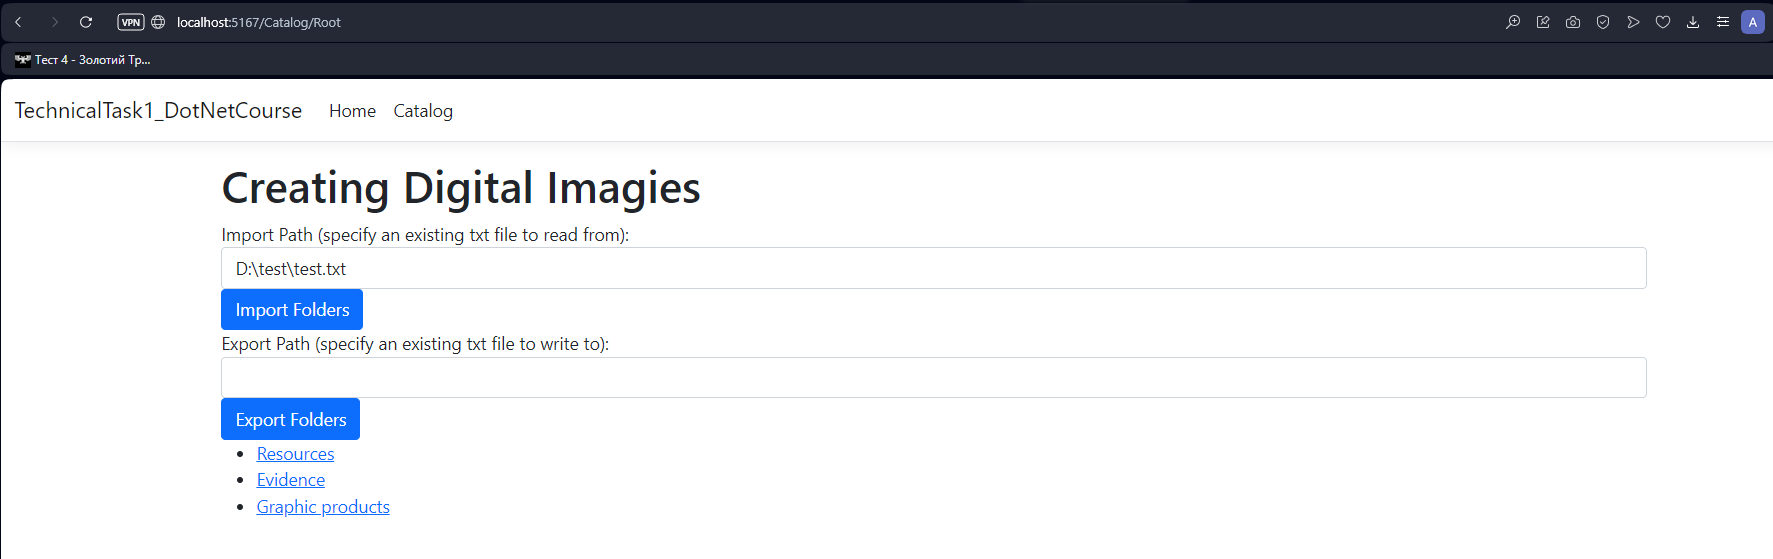 VPN localhost:5167/Catalog/Root A
Тест 4 - Золотий Тр...
TechnicalTask1_DotNetCourse Home Catalog
Creating Digital Imagies
Import Path (specify an existing txt file to read from):
D:\test\test.txt
Import Folders
Export Path (specify an existing txt file to write to):
Export Folders
Resources
Evidence
Graphic products